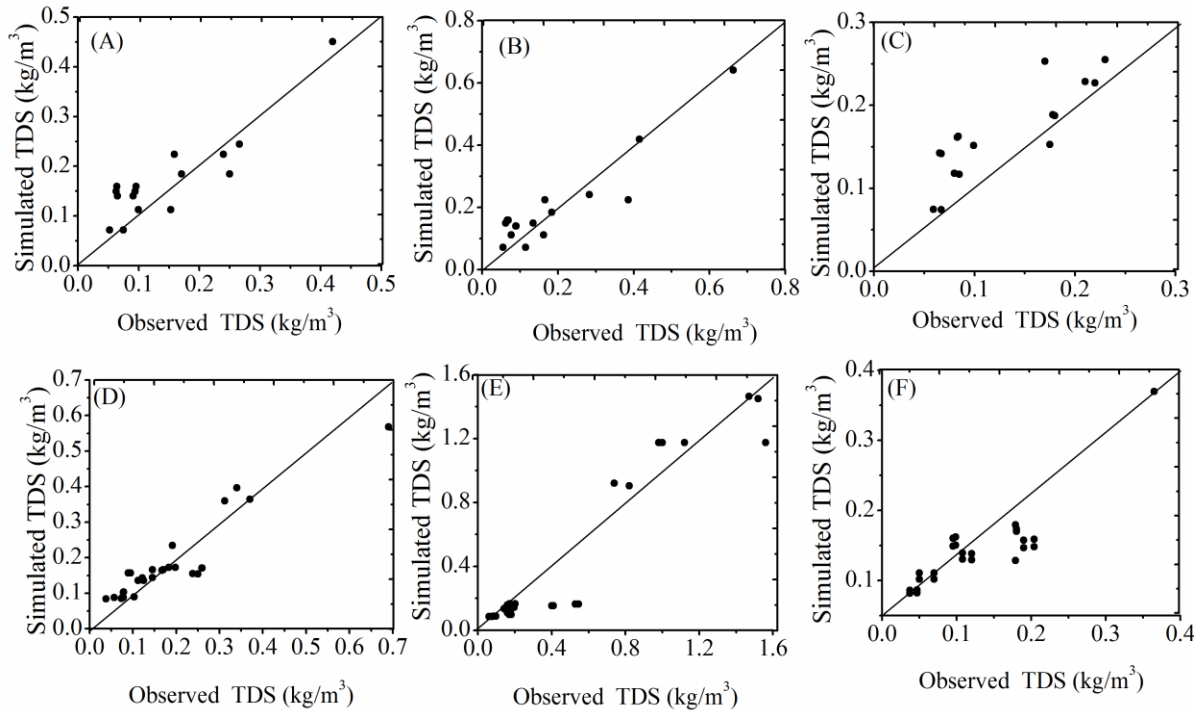 (A)
Simulated TDS (kg/m³)
0.5
0.4
0.3
0.2
0.1
0.0
0.1 0.2 0.3 0.4 0.5
Observed TDS (kg/m³)
(B)
Simulated TDS (kg/m³)
0.8
0.6
0.4
0.2
0.0
0.0 0.2 0.4 0.6 0.8
Observed TDS (kg/m³)
(C)
Simulated TDS (kg/m³)
0.3
0.2
0.1
0.0
0.0 0.1 0.2 0.3
Observed TDS (kg/m³)
(D)
Simulated TDS (kg/m³)
0.7
0.6
0.5
0.4
0.3
0.2
0.1
0.0
0.0 0.1 0.2 0.3 0.4 0.5 0.6 0.7
Observed TDS (kg/m³)
(E)
Simulated TDS (kg/m³)
1.6
1.2
0.8
0.4
0.0
0.0 0.4 0.8 1.2 1.6
Observed TDS (kg/m³)
(F)
Simulated TDS (kg/m³)
0.4
0.3
0.2
0.1
0.0 0.1 0.2 0.3 0.4
Observed TDS (kg/m³)